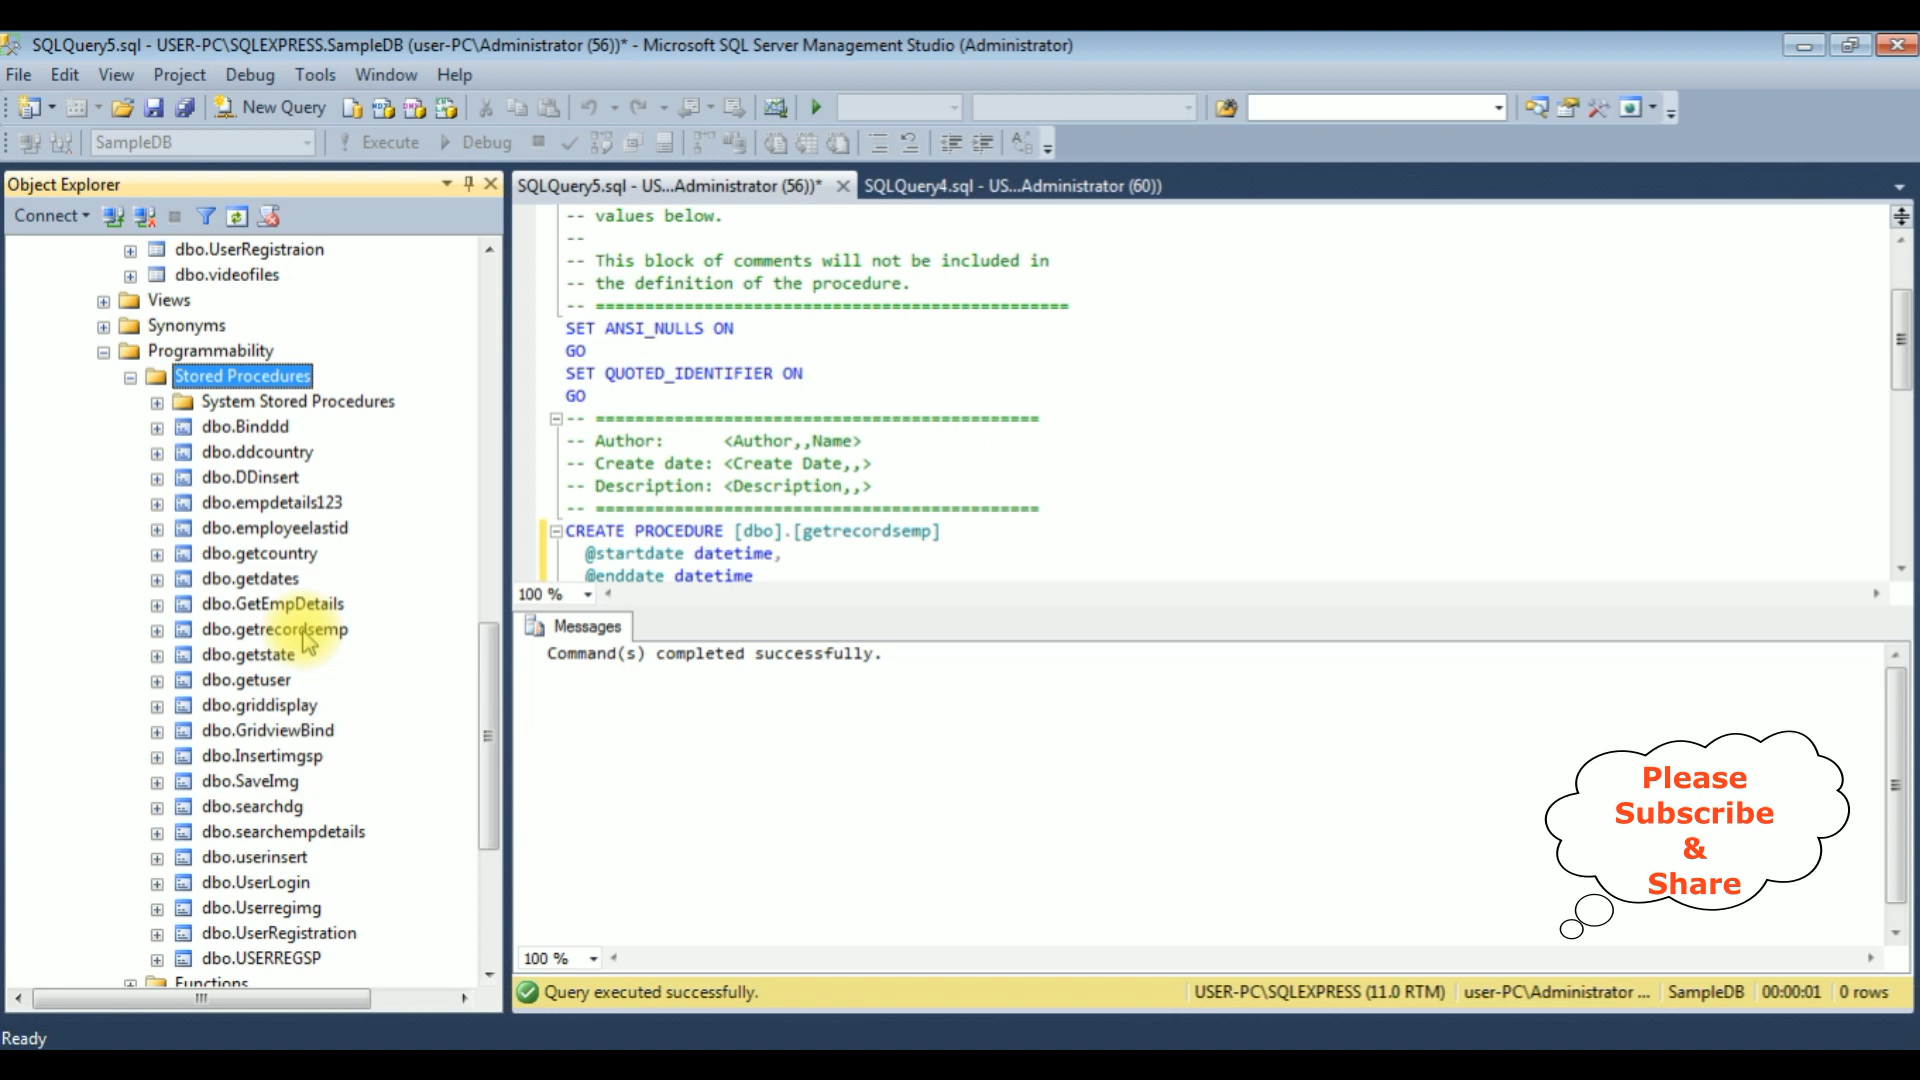 SQLQuery5.sql - USER-PC\SQLEXPRESS.SampleDB (user-PC\Administrator (56))* - Microsoft SQL Server Management Studio (Administrator)
File Edit View Project Debug Tools Window Help
New Query
SampleDB Execute Debug
Object Explorer
Connect
dbo.UserRegistraion
dbo.videofiles
Views
Synonyms
Programmability
Stored Procedures
System Stored Procedures
dbo.Binddd
dbo.ddcountry
dbo.DDinsert
dbo.empdetails123
dbo.employeelastid
dbo.getcountry
dbo.getdates
dbo.GetEmpDetails
dbo.getrecordsemp
dbo.getstate
dbo.getuser
dbo.griddisplay
dbo.GridviewBind
dbo.Insertimgsp
dbo.SaveImg
dbo.searchdg
dbo.searchempdetails
dbo.userinsert
dbo.UserLogin
dbo.Userregimg
dbo.UserRegistration
dbo.USERREGSP
Functions
SQLQuery5.sql - US...Administrator (56))* SQLQuery4.sql - US...Administrator (60))
-- values below.
--
-- This block of comments will not be included in
-- the definition of the procedure.
-- ================================================
SET ANSI_NULLS ON
GO
SET QUOTED_IDENTIFIER ON
GO
-- =============================================
-- Author: <Author,,Name>
-- Create date: <Create Date,,>
-- Description: <Description,,>
-- =============================================
CREATE PROCEDURE [dbo].[getrecordsemp]
@startdate datetime,
@enddate datetime
100 %
Messages
Command(s) completed successfully.
Please
Subscribe
&
Share
100 %
Query executed successfully. USER-PC\SQLEXPRESS (11.0 RTM) user-PC\Administrator ... SampleDB 00:00:01 0 rows
Ready